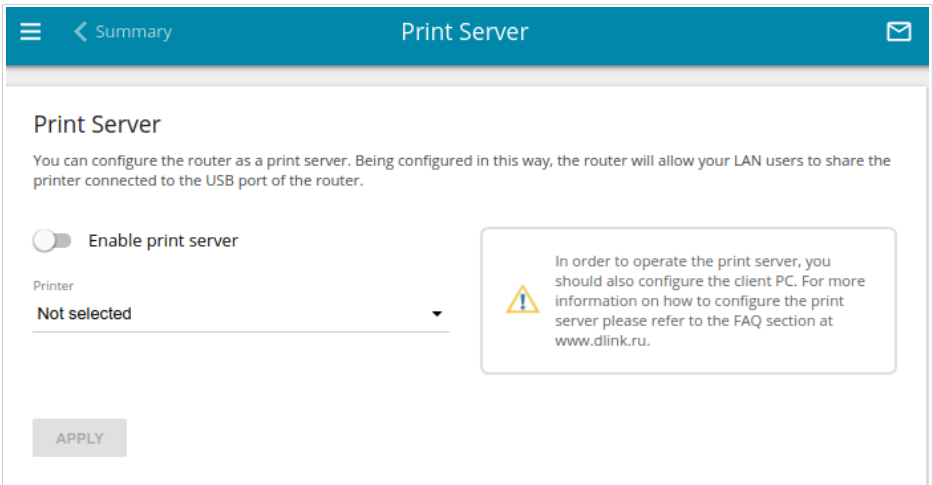 Summary
Print Server
Print Server
You can configure the router as a print server. Being configured in this way, the router will allow your LAN users to share the
printer connected to the USB port of the router.
Enable print server
Printer
Not selected
In order to operate the print server, you
should also configure the client PC. For more
information on how to configure the print
server please refer to the FAQ section at
www.dlink.ru.
APPLY